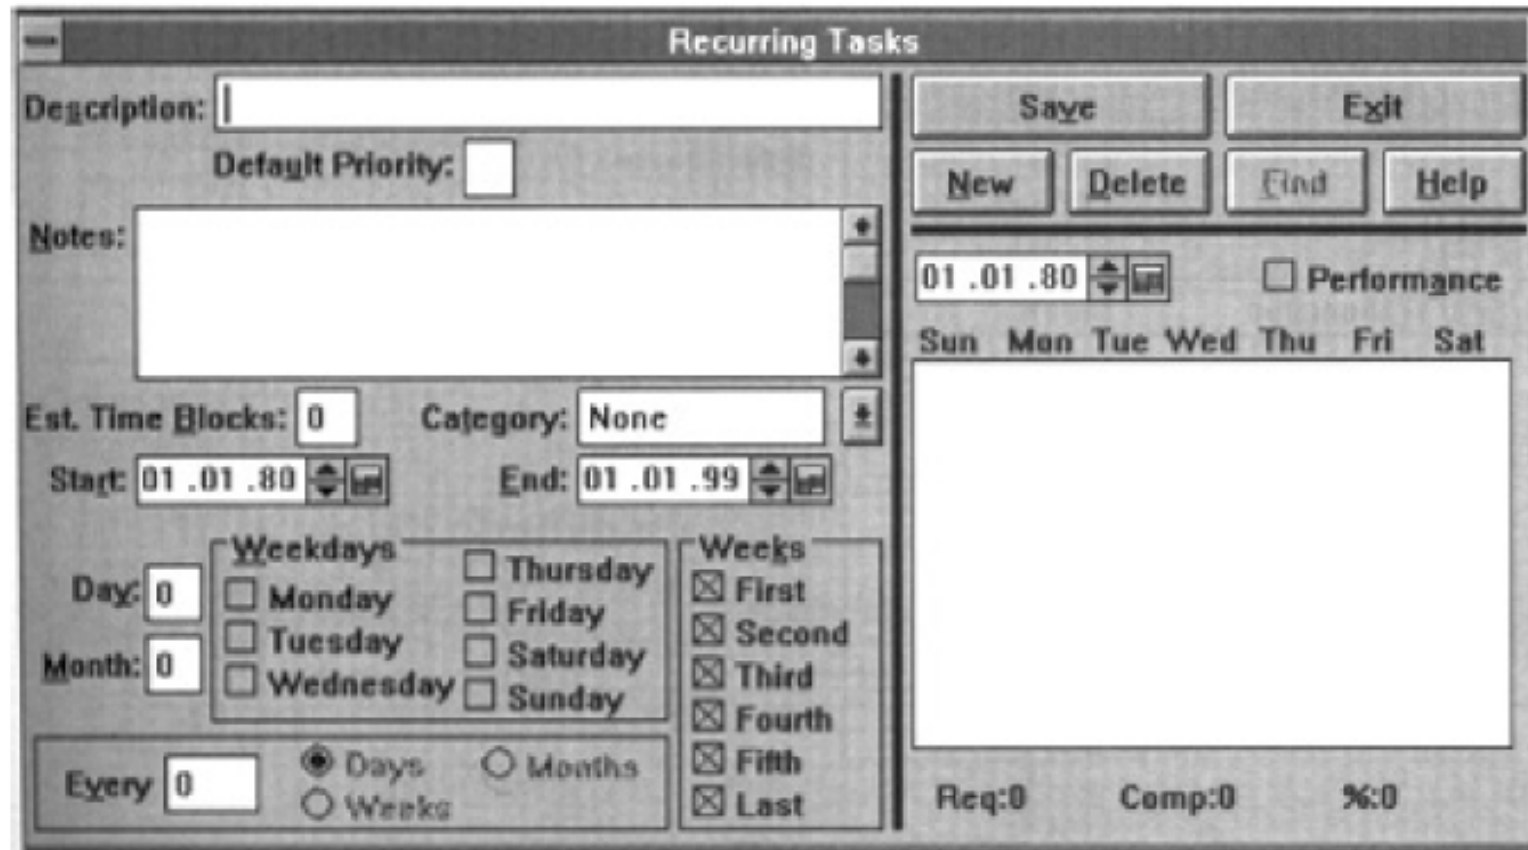 Recurring Tasks
Description:
Default Priority:
Notes:
Est. Time Blocks: 0 Category: None
Start: 01 .01 .80 End: 01 .01 .99
Day: 0
Month: 0
Weekdays
Monday
Tuesday
Wednesday
Thursday
Friday
Saturday
Sunday
Every 0
Days
Weeks
Months
Weeks
First
Second
Third
Fourth
Fifth
Last
Save Exit
New Delete Find Help
01 .01 .80 Performance
Sun Mon Tue Wed Thu Fri Sat
Req:0 Comp:0 %:0